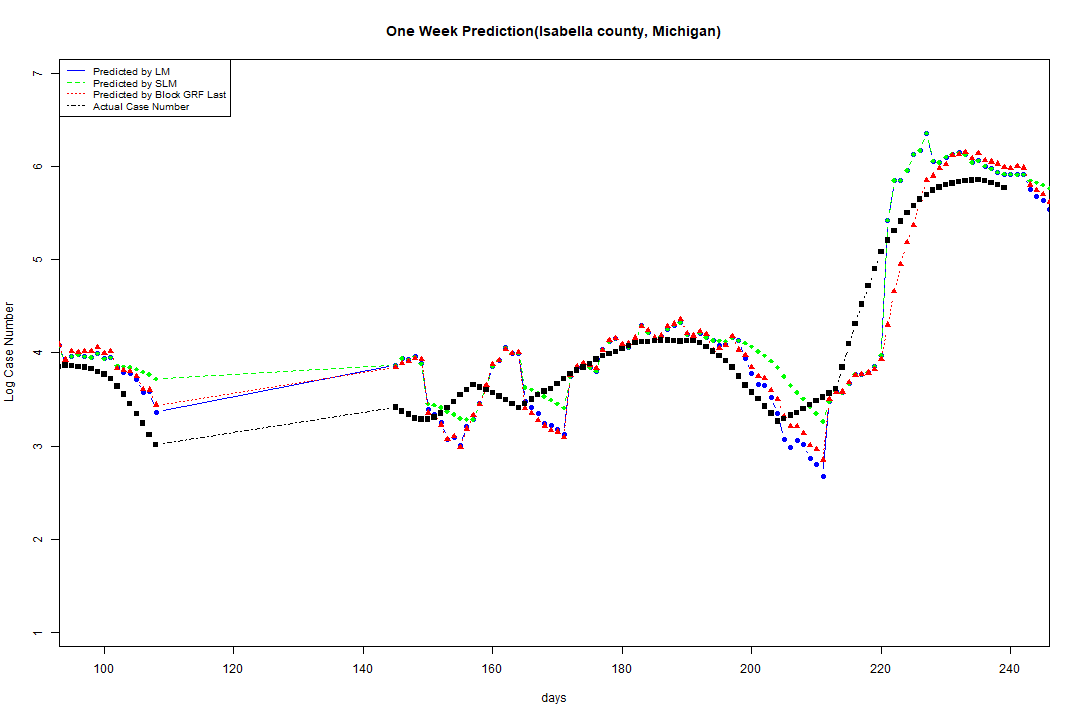 One Week Prediction(Isabella county, Michigan)
Predicted by LM
Predicted by SLM
Predicted by Block GRF Last
Actual Case Number
Log Case Number
7
6
5
4
3
2
1
100 120 140 160 180 200 220 240
days